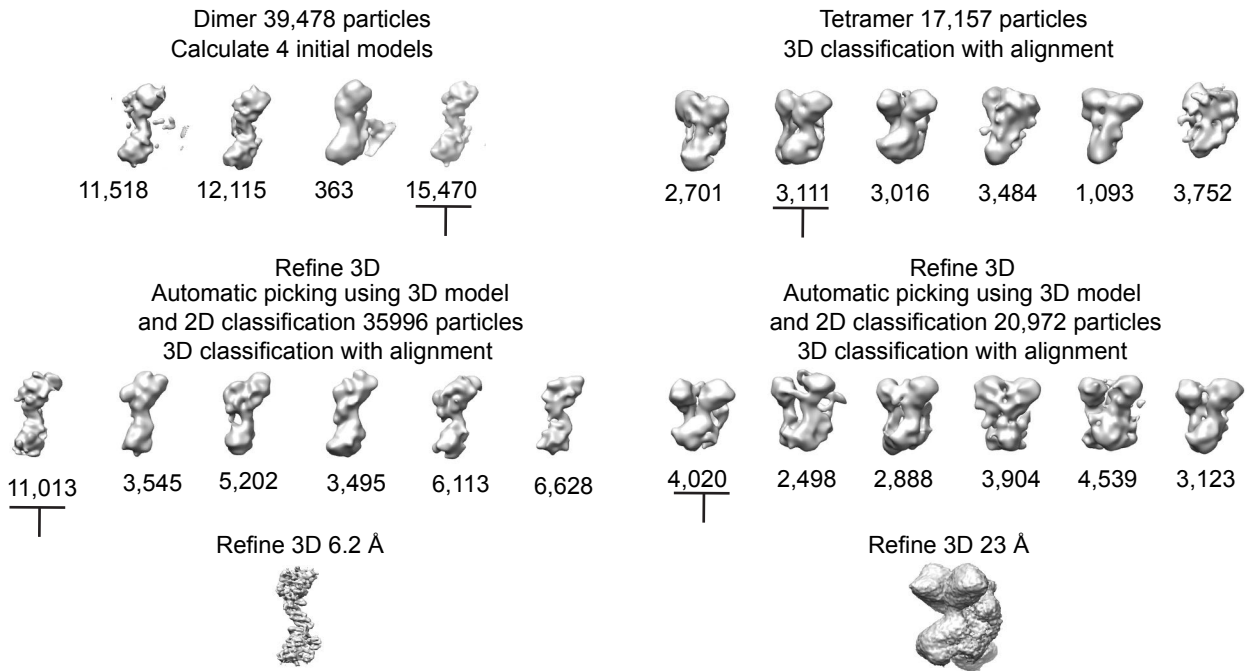 Dimer 39,478 particles
Calculate 4 initial models
11,518 12,115 363 15,470
Refine 3D
Automatic picking using 3D model
and 2D classification 35996 particles
3D classification with alignment
11,013 3,545 5,202 3,495 6,113 6,628
Refine 3D 6.2 Å
Tetramer 17,157 particles
3D classification with alignment
2,701 3,111 3,016 3,484 1,093 3,752
Refine 3D
Automatic picking using 3D model
and 2D classification 20,972 particles
3D classification with alignment
4,020 2,498 2,888 3,904 4,539 3,123
Refine 3D 23 Å